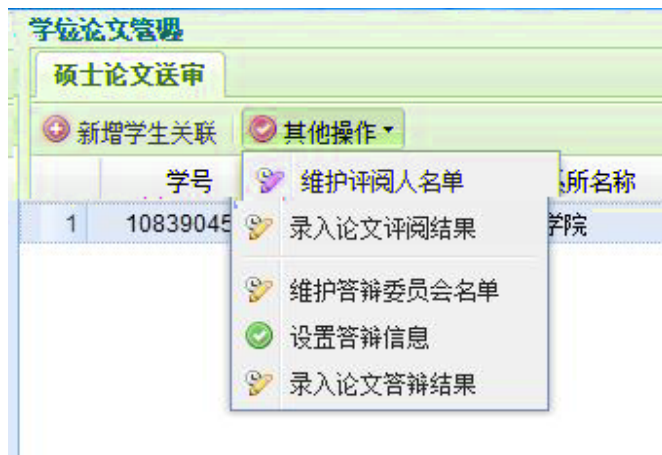 学位论文管理
硕士论文送审
新增学生关联 其他操作
学号 所名称
维护评阅人名单
1 10839045 学院
录入论文评阅结果
维护答辩委员会名单
设置答辩信息
录入论文答辩结果